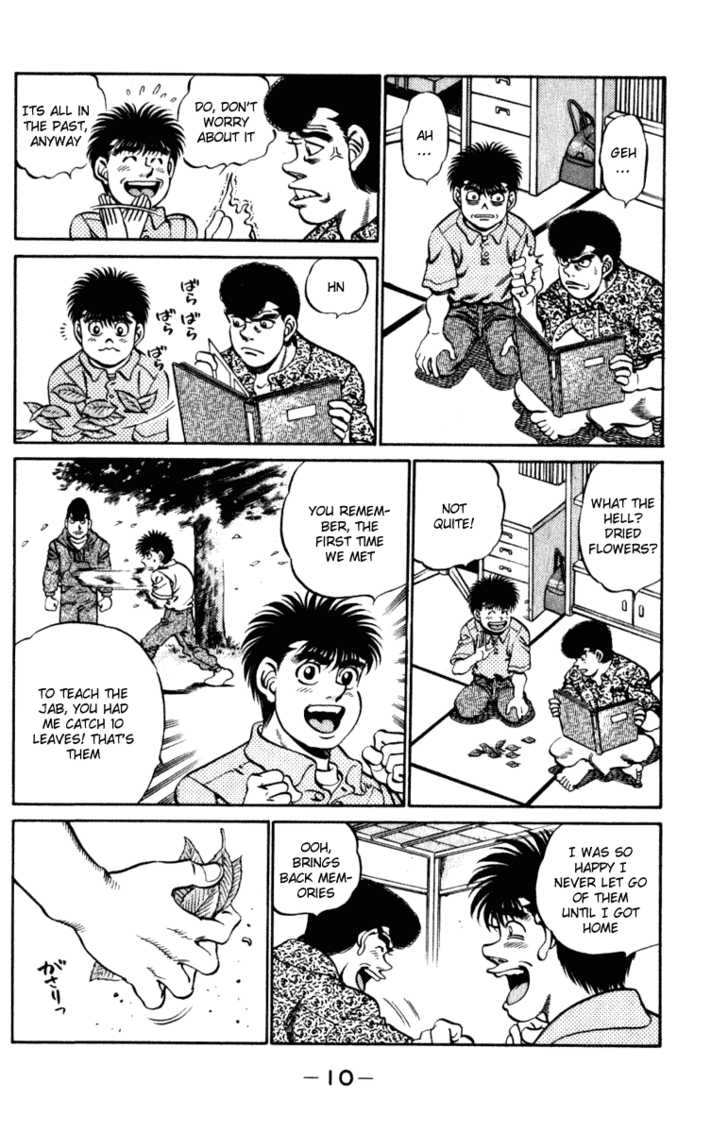 GEH
...
AH
...
DO, DON'T
WORRY
ABOUT IT
ITS ALL IN
THE PAST,
ANYWAY
HN
ばらばら
ばら
WHAT THE
HELL?
DRIED
FLOWERS?
NOT
QUITE!
YOU REMEM-
BER, THE
FIRST TIME
WE MET
TO TEACH THE
JAB, YOU HAD
ME CATCH 10
LEAVES! THAT'S
THEM
I WAS SO
HAPPY I
NEVER LET GO
OF THEM
UNTIL I GOT
HOME
OOH,
BRINGS
BACK MEM-
ORIES
がさりっ
—10—